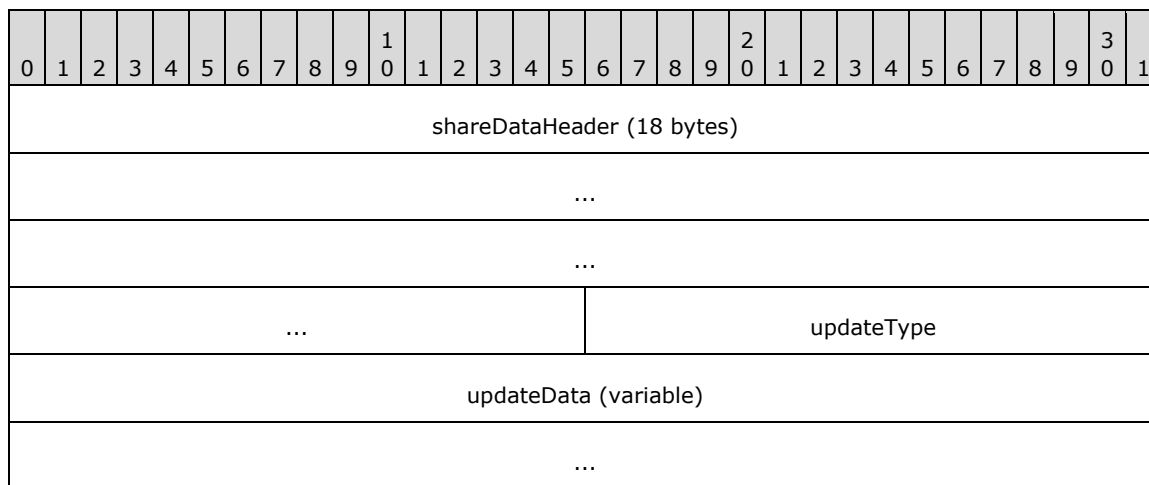 1 2 3
0 1 2 3 4 5 6 7 8 9 0 1 2 3 4 5 6 7 8 9 0 1 2 3 4 5 6 7 8 9 0 1
shareDataHeader (18 bytes)
...
...
... updateType
updateData (variable)
...